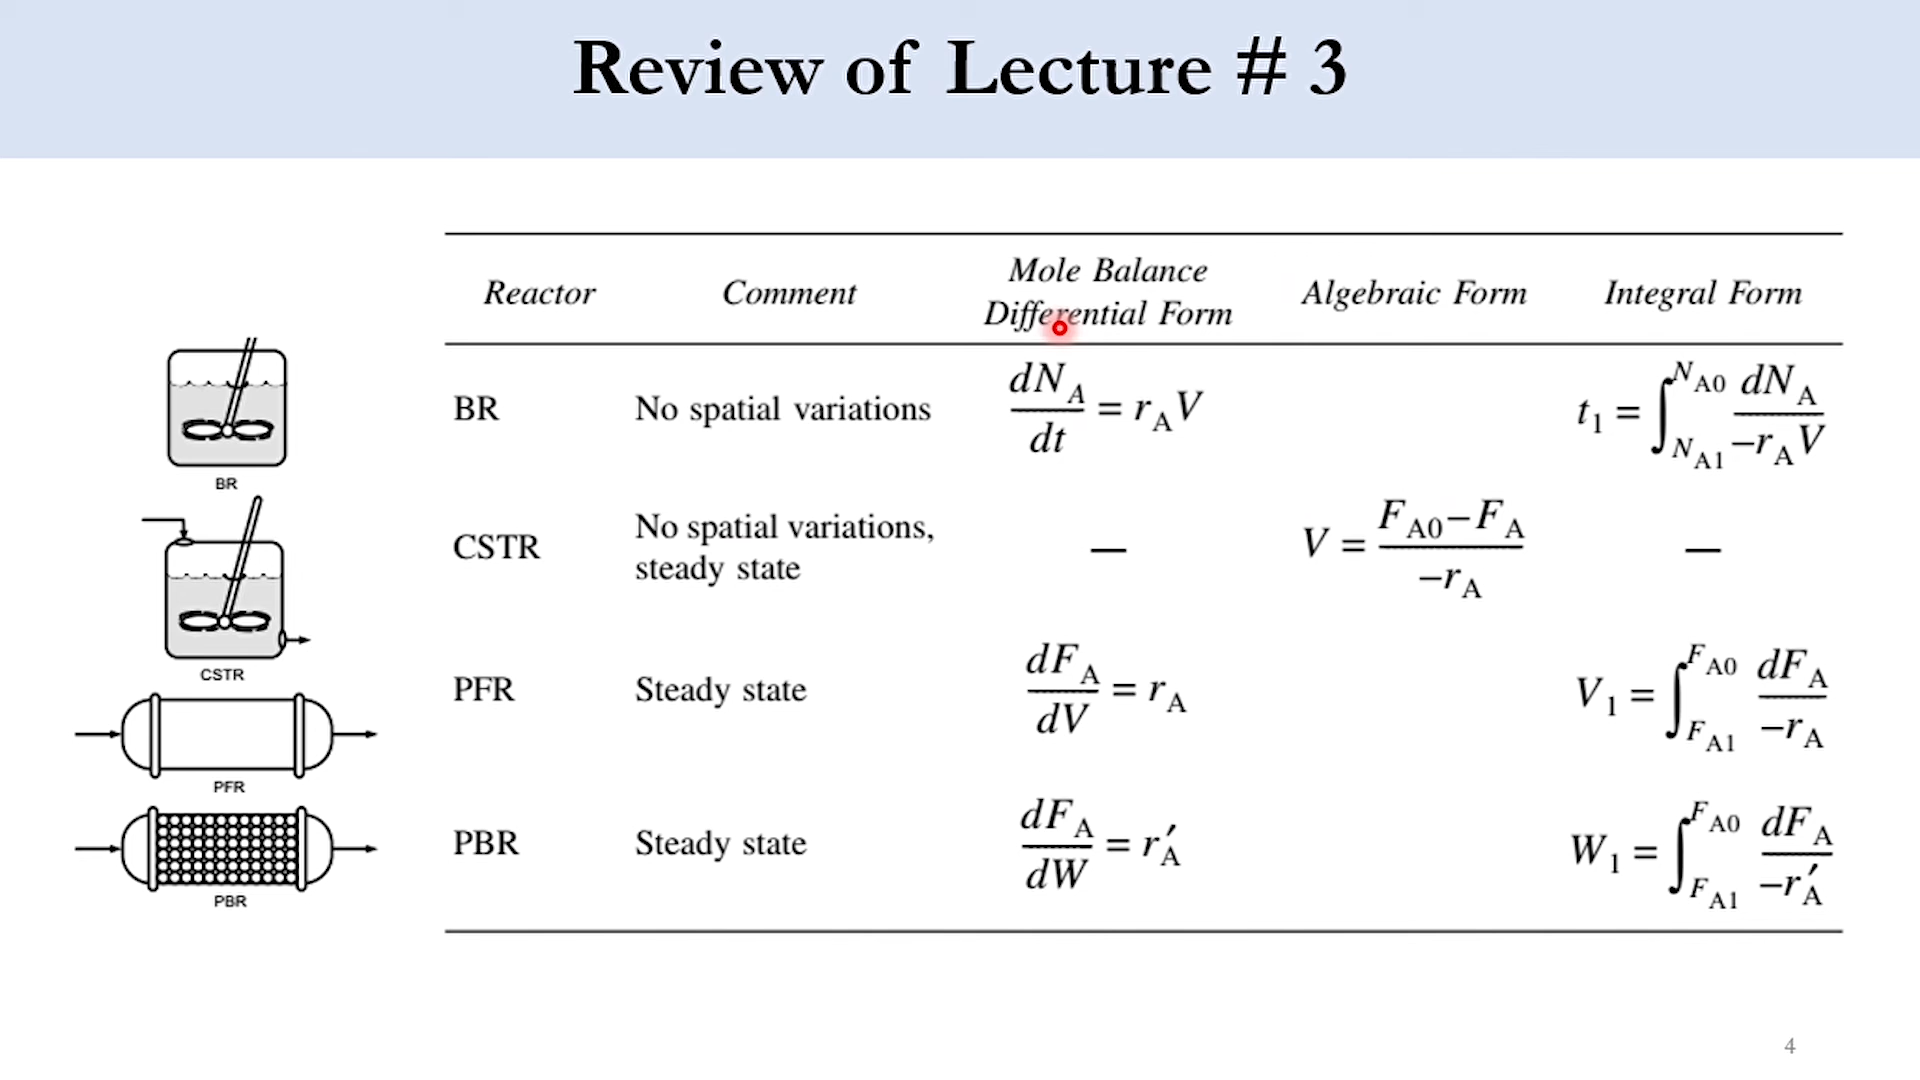 Review of Lecture # 3
Reactor Comment Mole Balance Differential Form Algebraic Form Integral Form
BR No spatial variations dN_A/dt = r_A V t_1 = ∫_{N_A1}^{N_A0} dN_A/(−r_A V)
CSTR No spatial variations, steady state — V = (F_A0 − F_A)/(−r_A) —
PFR Steady state dF_A/dV = r_A V_1 = ∫_{F_A1}^{F_A0} dF_A/(−r_A)
PBR Steady state dF_A/dW = r′_A W_1 = ∫_{F_A1}^{F_A0} dF_A/(−r′_A)
BR
CSTR
PFR
PBR
4